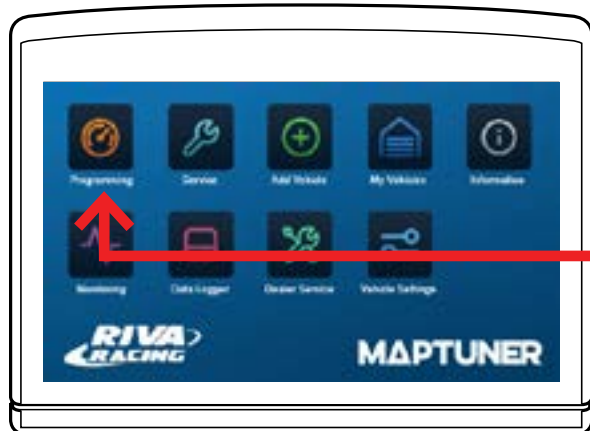 Programming Service Add Vehicle My Vehicles Information
Monitoring Data Logger Dealer Service Vehicle Settings
RIVA RACING MAPTUNER